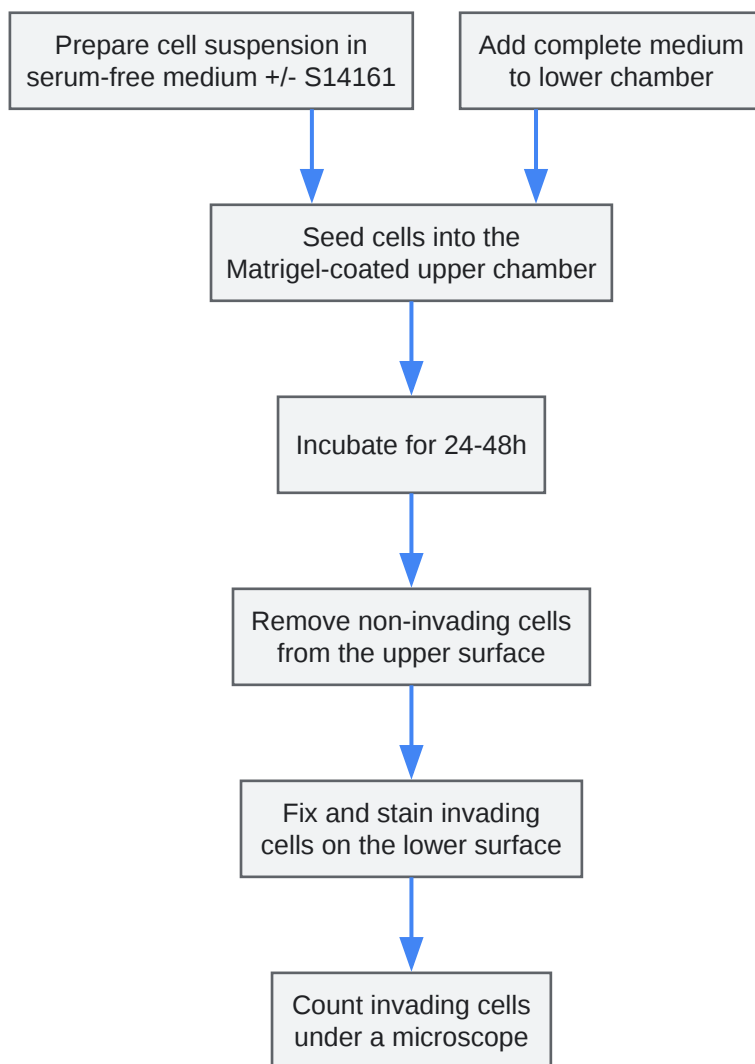 Prepare cell suspension in
serum-free medium +/- S14161
Add complete medium
to lower chamber
Seed cells into the
Matrigel-coated upper chamber
Incubate for 24-48h
Remove non-invading cells
from the upper surface
Fix and stain invading
cells on the lower surface
Count invading cells
under a microscope